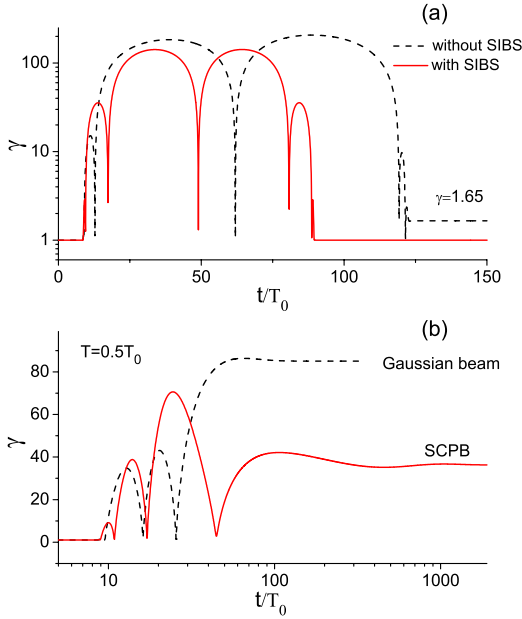 (a)
without SIBS
with SIBS
100
10
1
γ
γ=1.65
0 50 100 150
t/T₀
(b)
T=0.5T₀
80
60
40
20
0
γ
Gaussian beam
SCPB
10 100 1000
t/T₀